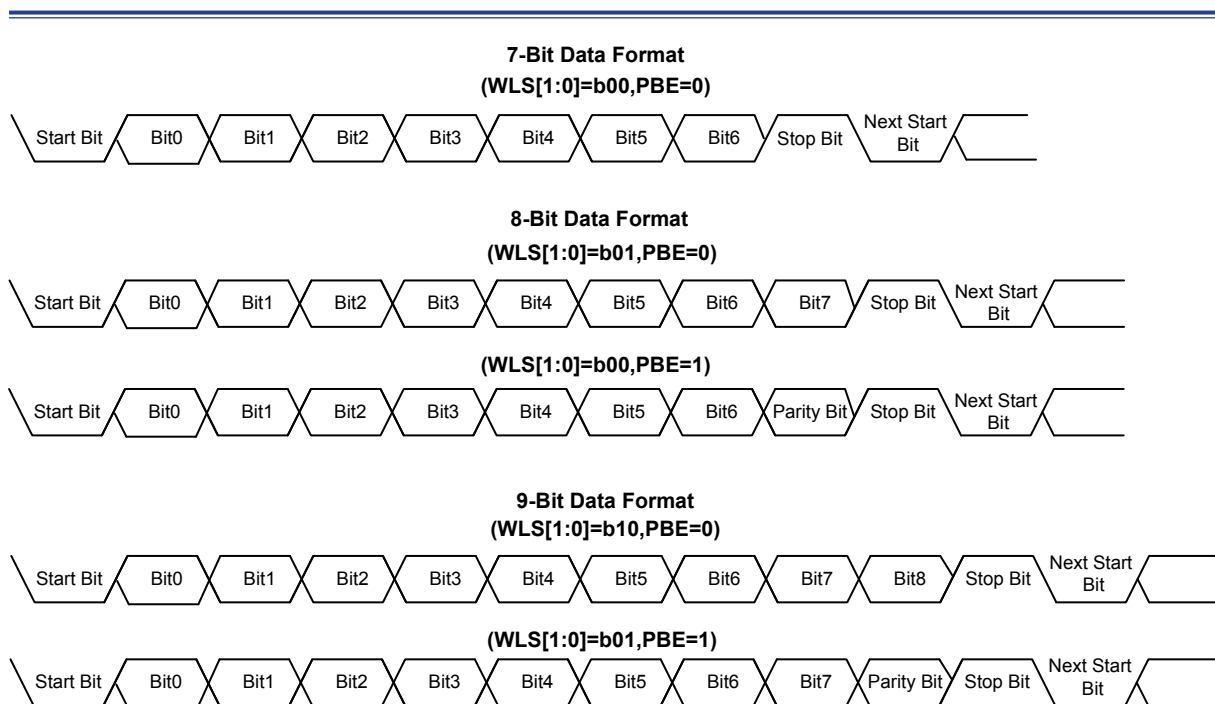 7-Bit Data Format
(WLS[1:0]=b00,PBE=0)
Start Bit Bit0 Bit1 Bit2 Bit3 Bit4 Bit5 Bit6 Stop Bit Next Start Bit
8-Bit Data Format
(WLS[1:0]=b01,PBE=0)
Start Bit Bit0 Bit1 Bit2 Bit3 Bit4 Bit5 Bit6 Bit7 Stop Bit Next Start Bit
(WLS[1:0]=b00,PBE=1)
Start Bit Bit0 Bit1 Bit2 Bit3 Bit4 Bit5 Bit6 Parity Bit Stop Bit Next Start Bit
9-Bit Data Format
(WLS[1:0]=b10,PBE=0)
Start Bit Bit0 Bit1 Bit2 Bit3 Bit4 Bit5 Bit6 Bit7 Bit8 Stop Bit Next Start Bit
(WLS[1:0]=b01,PBE=1)
Start Bit Bit0 Bit1 Bit2 Bit3 Bit4 Bit5 Bit6 Bit7 Parity Bit Stop Bit Next Start Bit